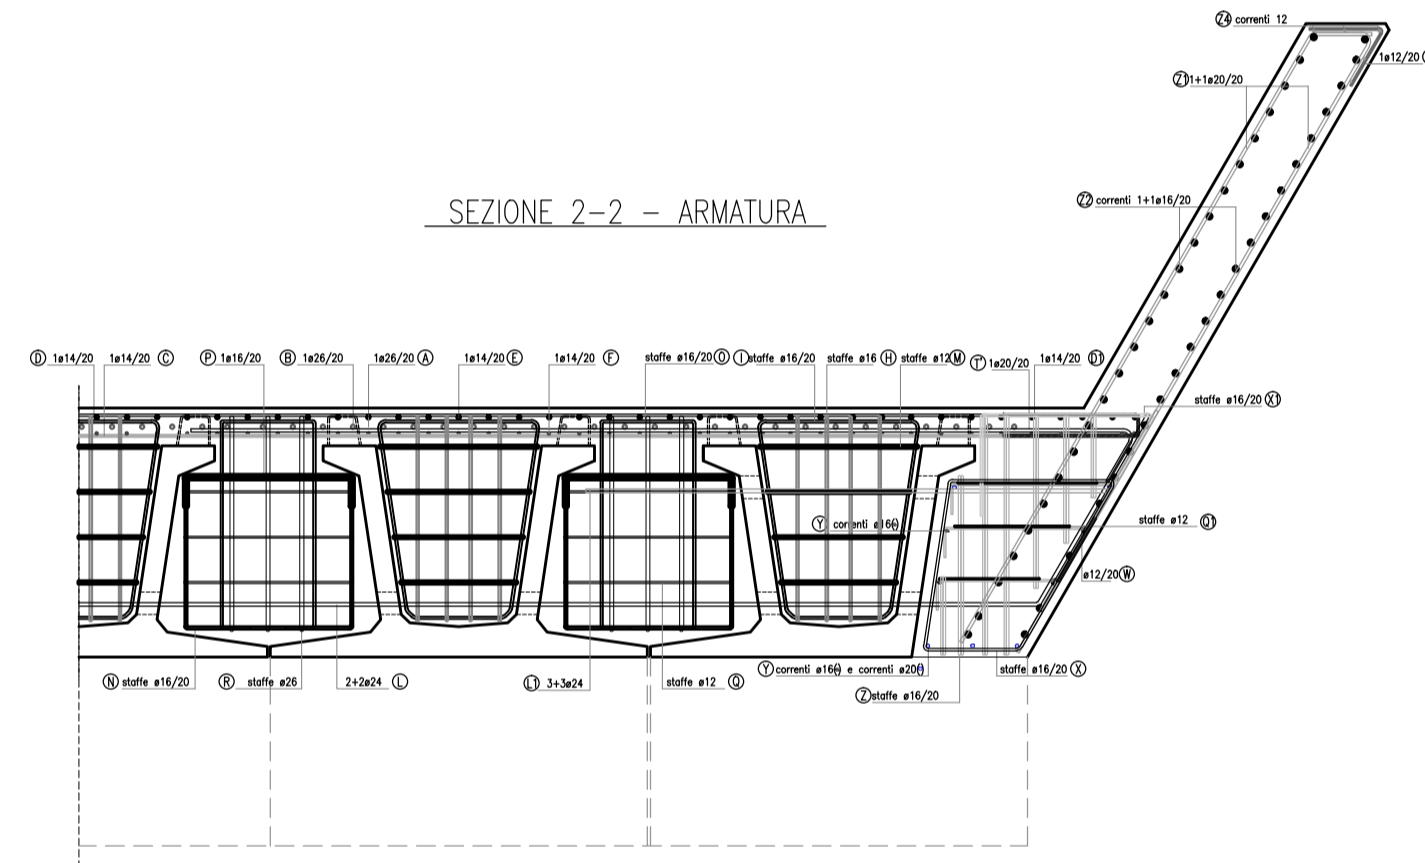 Z4 correnti 12
1ø12/20
Z1 1+1ø20/20
Z2 correnti 1+1ø16/20
SEZIONE 2-2 - ARMATURA
D 1ø14/20
1ø14/20 C
P 1ø16/20
B 1ø26/20
1ø26/20 A
1ø14/20 E
1ø14/20 F
staffe ø16/20 O
I staffe ø16/20
staffe ø16 H
staffe ø12 M
T 1ø20/20
1ø14/20 D1
staffe ø16/20 X1
Y correnti ø16
staffe ø12 Q1
ø12/20 W
N staffe ø16/20
R staffe ø26
2+2ø24 L
L1 3+3ø24
staffe ø12 Q
Y correnti ø16 e correnti ø20
Z staffe ø16/20
staffe ø16/20 X